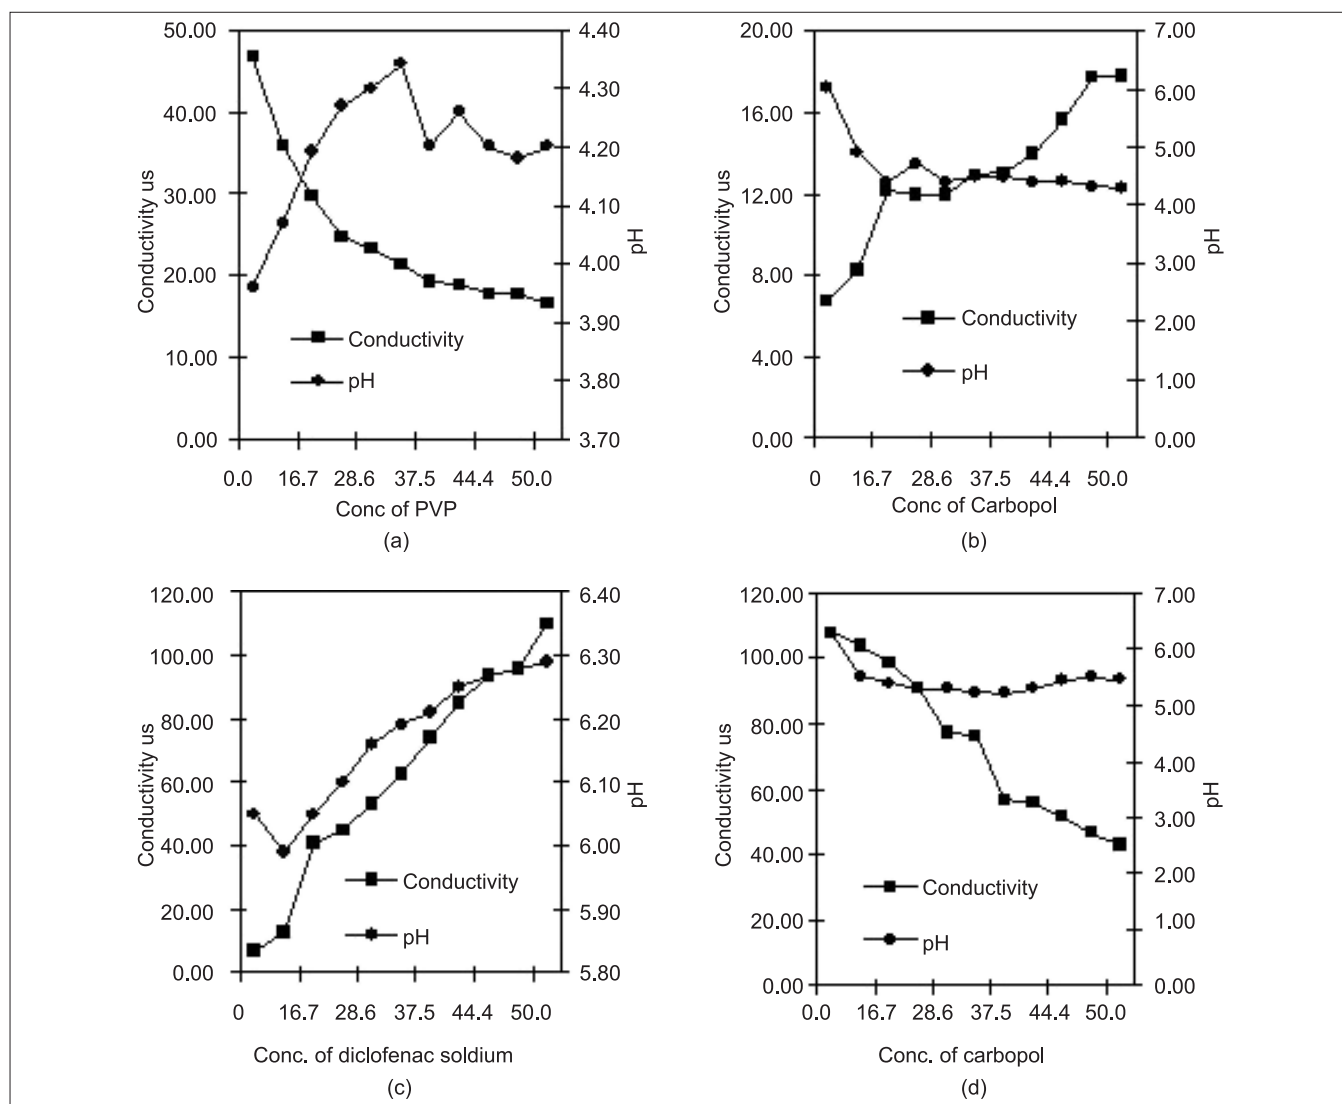 50.00
40.00
30.00
20.00
10.00
0.00
Conductivity us
4.40
4.30
4.20
4.10
4.00
3.90
3.80
3.70
pH
Conductivity
pH
0.0 16.7 28.6 37.5 44.4 50.0
Conc of PVP
(a)
20.00
16.00
12.00
8.00
4.00
0.00
Conductivity us
7.00
6.00
5.00
4.00
3.00
2.00
1.00
0.00
pH
Conductivity
pH
0 16.7 28.6 37.5 44.4 50.0
Conc of Carbopol
(b)
120.00
100.00
80.00
60.00
40.00
20.00
0.00
Conductivity us
6.40
6.30
6.20
6.10
6.00
5.90
5.80
pH
Conductivity
pH
0 16.7 28.6 37.5 44.4 50.0
Conc. of diclofenac soldium
(c)
120.00
100.00
80.00
60.00
40.00
20.00
0.00
Conductivity us
7.00
6.00
5.00
4.00
3.00
2.00
1.00
0.00
pH
Conductivity
pH
0.0 16.7 28.6 37.5 44.4 50.0
Conc. of carbopol
(d)